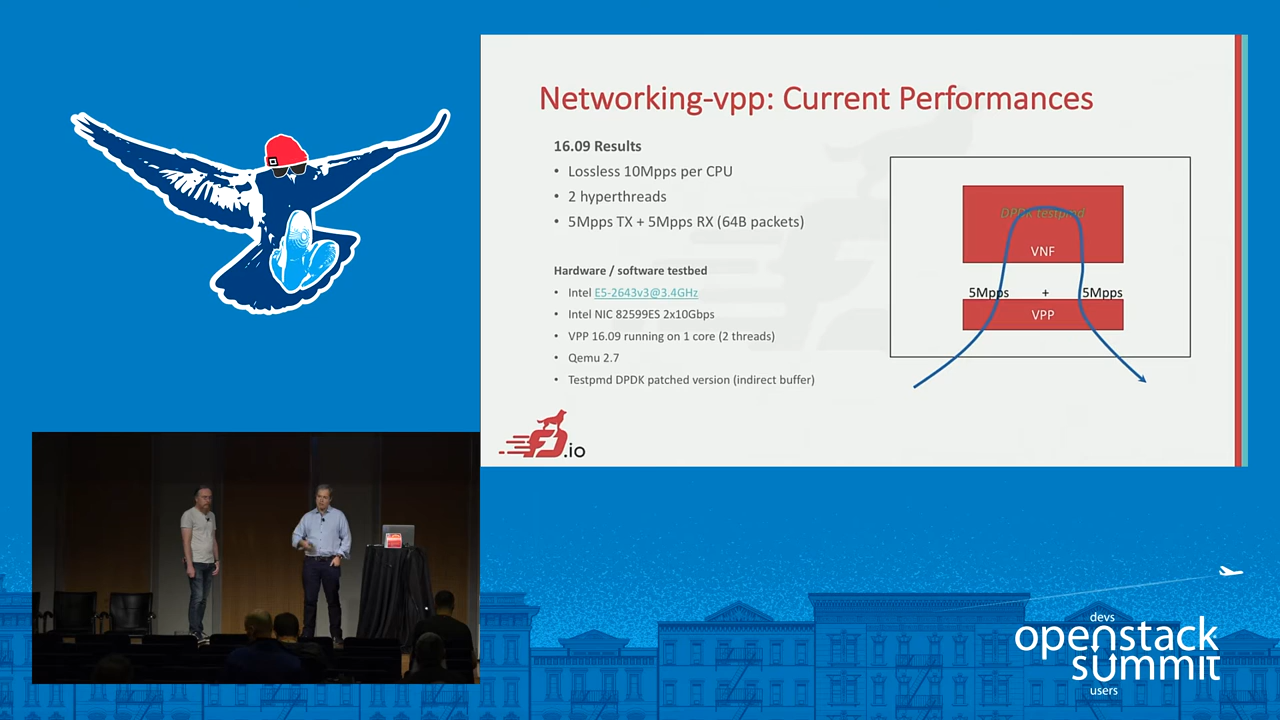 Networking-vpp: Current Performances
16.09 Results
• Lossless 10Mpps per CPU
• 2 hyperthreads
• 5Mpps TX + 5Mpps RX (64B packets)
Hardware / software testbed
• Intel E5-2643v3@3.4GHz
• Intel NIC 82599ES 2x10Gbps
• VPP 16.09 running on 1 core (2 threads)
• Qemu 2.7
• Testpmd DPDK patched version (indirect buffer)
DPDK testpmd
VNF
5Mpps + 5Mpps
VPP
.io
devs
openstack
summit
users